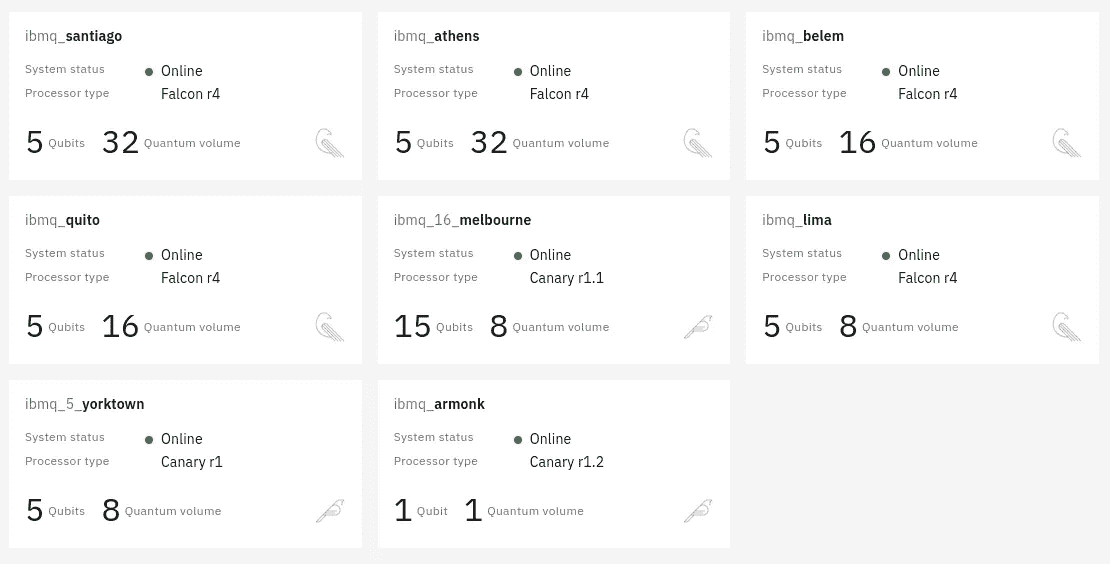 ibmq_santiago
System status Online
Processor type Falcon r4
5 Qubits 32 Quantum volume
ibmq_athens
System status Online
Processor type Falcon r4
5 Qubits 32 Quantum volume
ibmq_belem
System status Online
Processor type Falcon r4
5 Qubits 16 Quantum volume
ibmq_quito
System status Online
Processor type Falcon r4
5 Qubits 16 Quantum volume
ibmq_16_melbourne
System status Online
Processor type Canary r1.1
15 Qubits 8 Quantum volume
ibmq_lima
System status Online
Processor type Falcon r4
5 Qubits 8 Quantum volume
ibmq_5_yorktown
System status Online
Processor type Canary r1
5 Qubits 8 Quantum volume
ibmq_armonk
System status Online
Processor type Canary r1.2
1 Qubit 1 Quantum volume